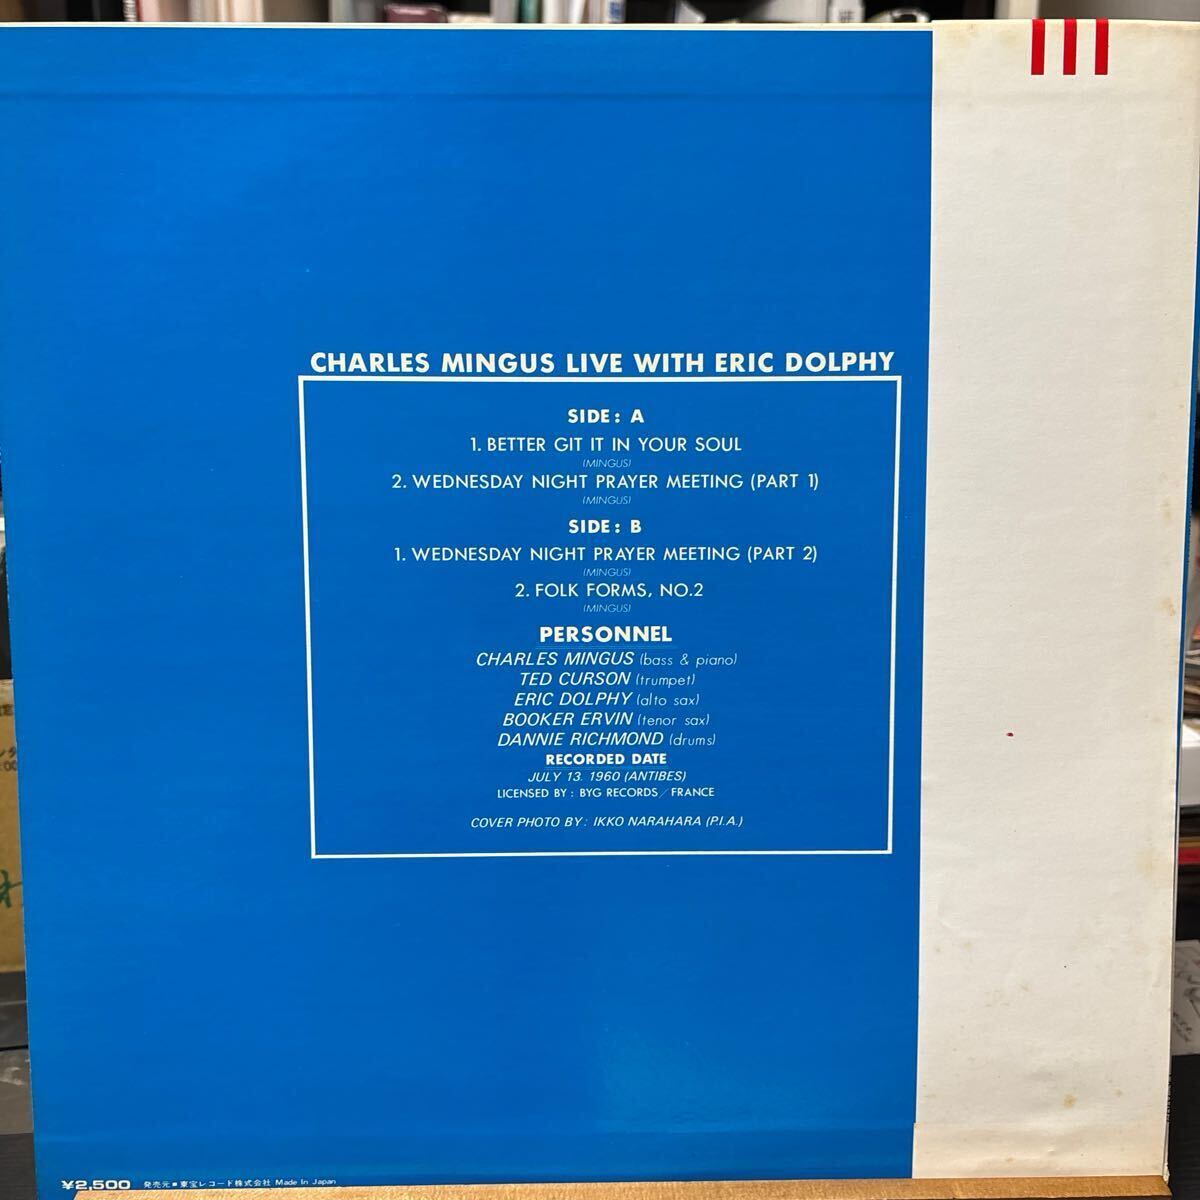 CHARLES MINGUS LIVE WITH ERIC DOLPHY
SIDE: A
1. BETTER GIT IT IN YOUR SOUL
(MINGUS)
2. WEDNESDAY NIGHT PRAYER MEETING (PART 1)
(MINGUS)
SIDE: B
1. WEDNESDAY NIGHT PRAYER MEETING (PART 2)
(MINGUS)
2. FOLK FORMS, NO.2
(MINGUS)
PERSONNEL
CHARLES MINGUS (bass & piano)
TED CURSON (trumpet)
ERIC DOLPHY (alto sax)
BOOKER ERVIN (tenor sax)
DANNIE RICHMOND (drums)
RECORDED DATE
JULY 13. 1960 (ANTIBES)
LICENSED BY: BYG RECORDS/FRANCE
COVER PHOTO BY: IKKO NARAHARA (P.I.A.)
¥2,500 発売元■東宝レコード株式会社 Made In Japan